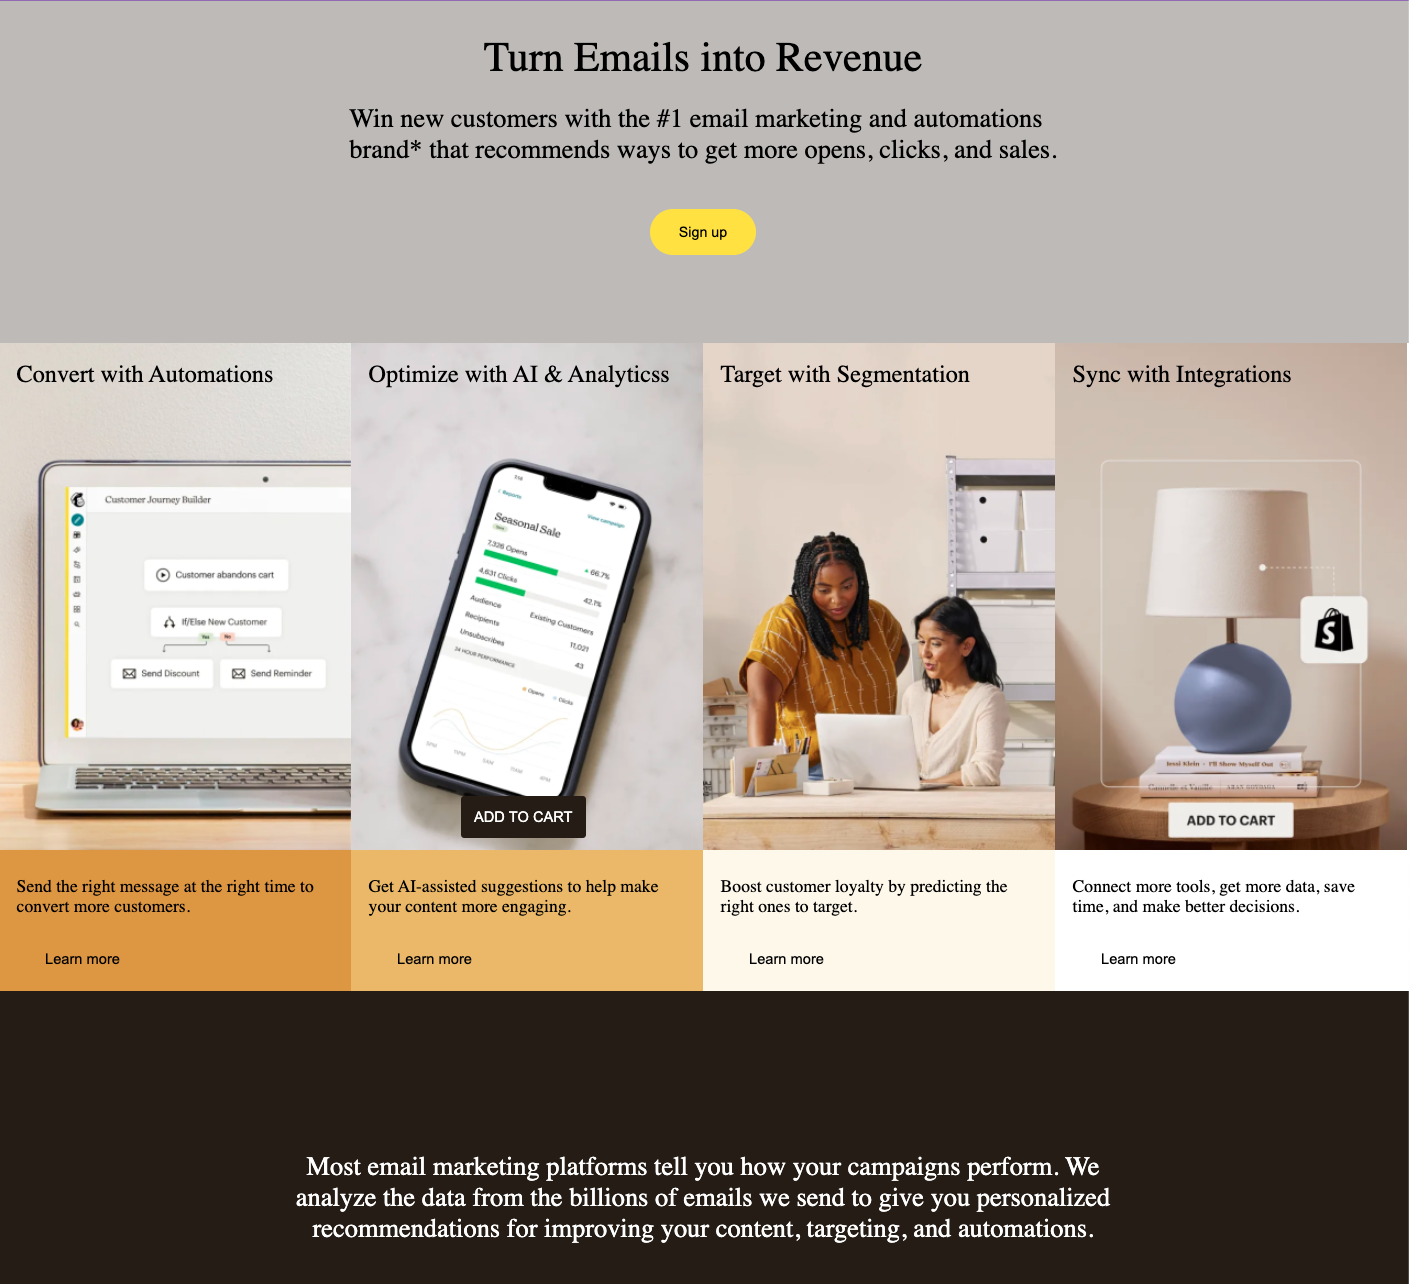 Turn Emails into Revenue
Win new customers with the #1 email marketing and automations
brand* that recommends ways to get more opens, clicks, and sales.
Sign up
Convert with Automations
Customer Journey Builder
Customer abandons cart
If/Else New Customer
Yes No
Send Discount
Send Reminder
Send the right message at the right time to
convert more customers.
Learn more
Optimize with AI & Analyticss
Reports
View campaign
Seasonal Sale
7,326 Opens
66.7%
4,631 Clicks
42.1%
Audience
Existing Customers
Recipients
11,021
Unsubscribes
43
24 HOUR PERFORMANCE
Opens
Clicks
ADD TO CART
Get AI-assisted suggestions to help make
your content more engaging.
Learn more
Target with Segmentation
Boost customer loyalty by predicting the
right ones to target.
Learn more
Sync with Integrations
S
Jessi Klein I'll Show Myself Out
Cannelle et Vanille
ADD TO CART
Connect more tools, get more data, save
time, and make better decisions.
Learn more
Most email marketing platforms tell you how your campaigns perform. We
analyze the data from the billions of emails we send to give you personalized
recommendations for improving your content, targeting, and automations.